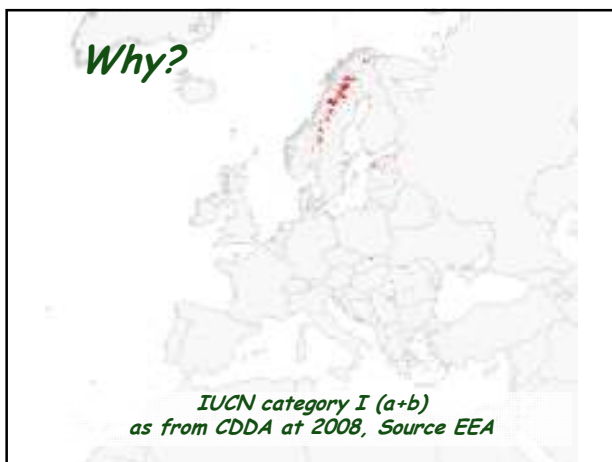 Why?
IUCN category I (a+b)
as from CDDA at 2008, Source EEA